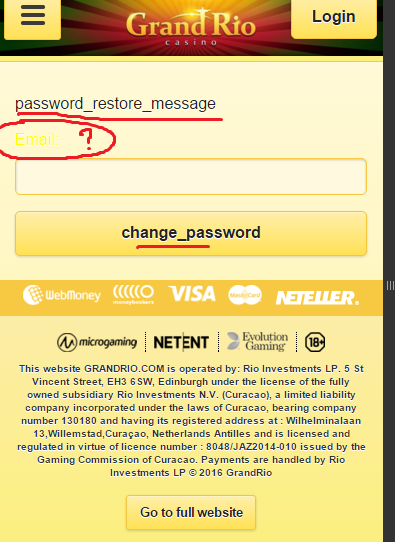 Grand Rio
casino
Login
password_restore_message
Email: ?
change_password
WebMoney
moneybookers
VISA
MasterCard
NETELLER.
microgaming
NETENT
Evolution
Gaming
18+
This website GRANDRIO.COM is operated by: Rio Investments LP. 5 St
Vincent Street, EH3 6SW, Edinburgh under the license of the fully
owned subsidiary Rio Investments N.V. (Curacao), a limited liability
company incorporated under the laws of Curacao, bearing company
number 130180 and having its registered address at : Wilhelminalaan
13,Willemstad,Curaçao, Netherlands Antilles and is licensed and
regulated in virtue of licence number : 8048/JAZ2014-010 issued by the
Gaming Commission of Curacao. Payments are handled by Rio
Investments LP © 2016 GrandRio
Go to full website